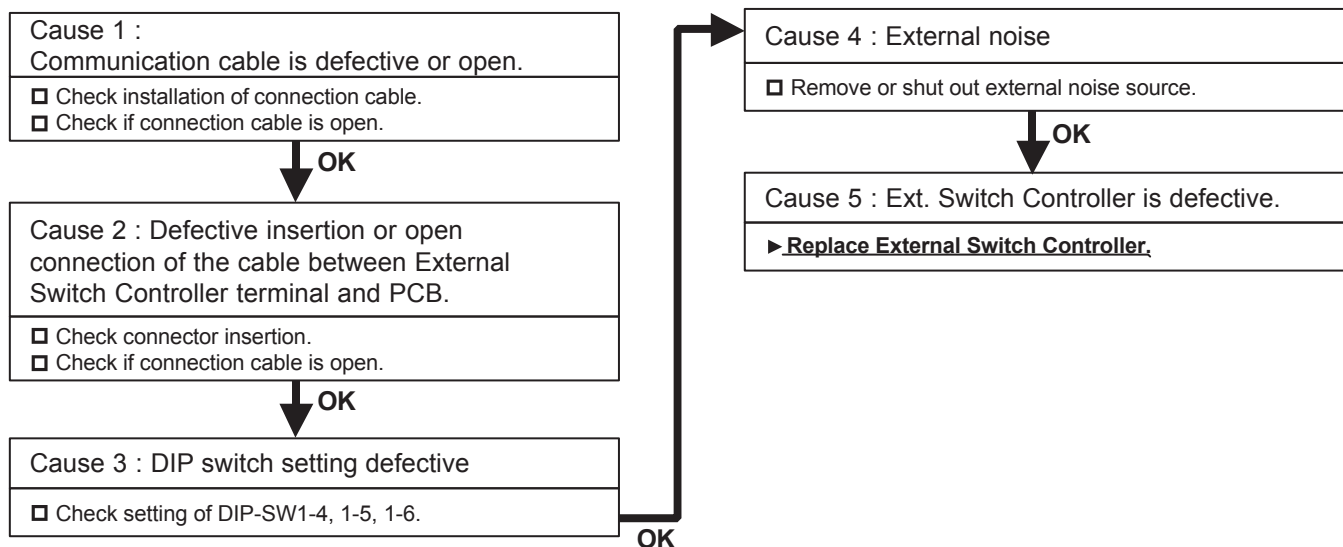 Cause 1 :
Communication cable is defective or open.
Check installation of connection cable.
Check if connection cable is open.
OK
Cause 2 : Defective insertion or open
connection of the cable between External
Switch Controller terminal and PCB.
Check connector insertion.
Check if connection cable is open.
OK
Cause 3 : DIP switch setting defective
Check setting of DIP-SW1-4, 1-5, 1-6.
OK
Cause 4 : External noise
Remove or shut out external noise source.
OK
Cause 5 : Ext. Switch Controller is defective.
►Replace External Switch Controller.